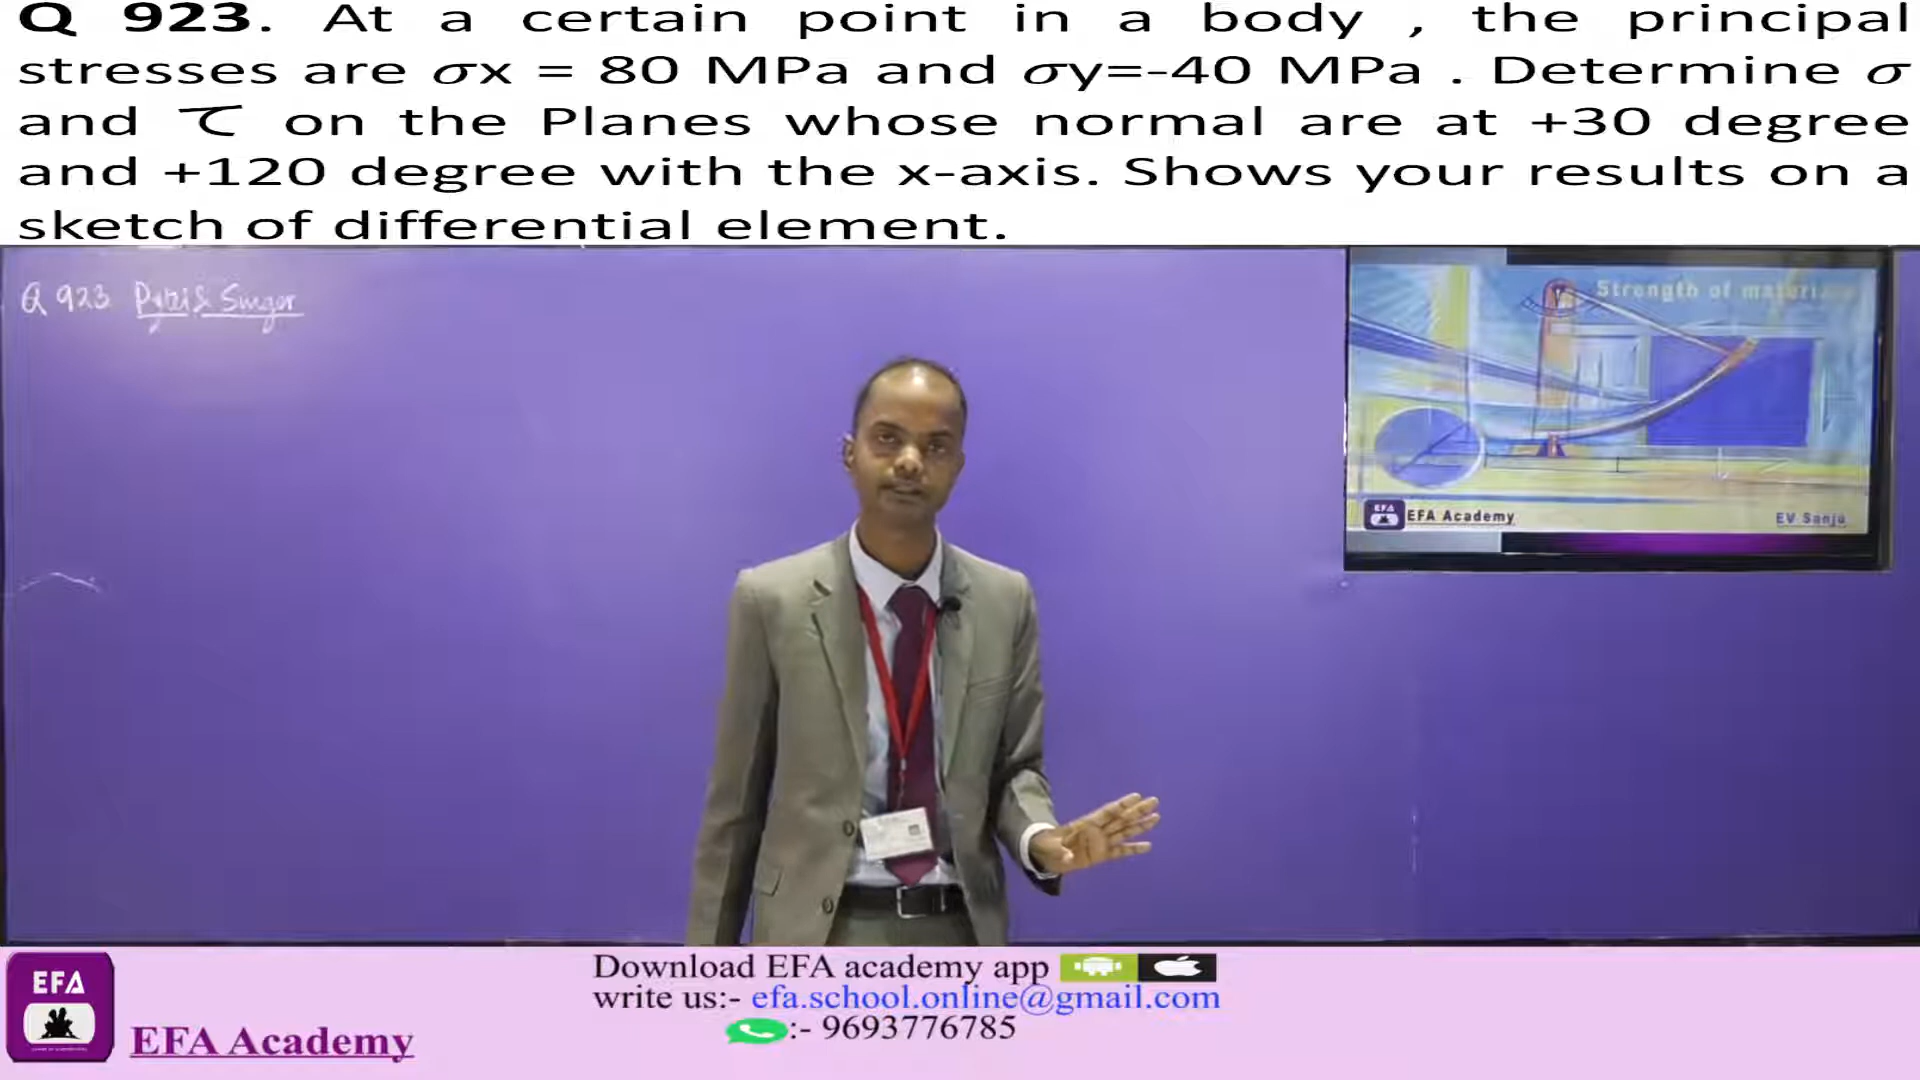 Q 923. At a certain point in a body , the principal
stresses are σx = 80 MPa and σy=-40 MPa . Determine σ
and τ on the Planes whose normal are at +30 degree
and +120 degree with the x-axis. Shows your results on a
sketch of differential element.
Q 923 Pytel & Singer
Strength of materials
EFA
EFA Academy
EV Sanju
EFA
EFA Academy
Download EFA academy app
write us:- efa.school.online@gmail.com
:- 9693776785